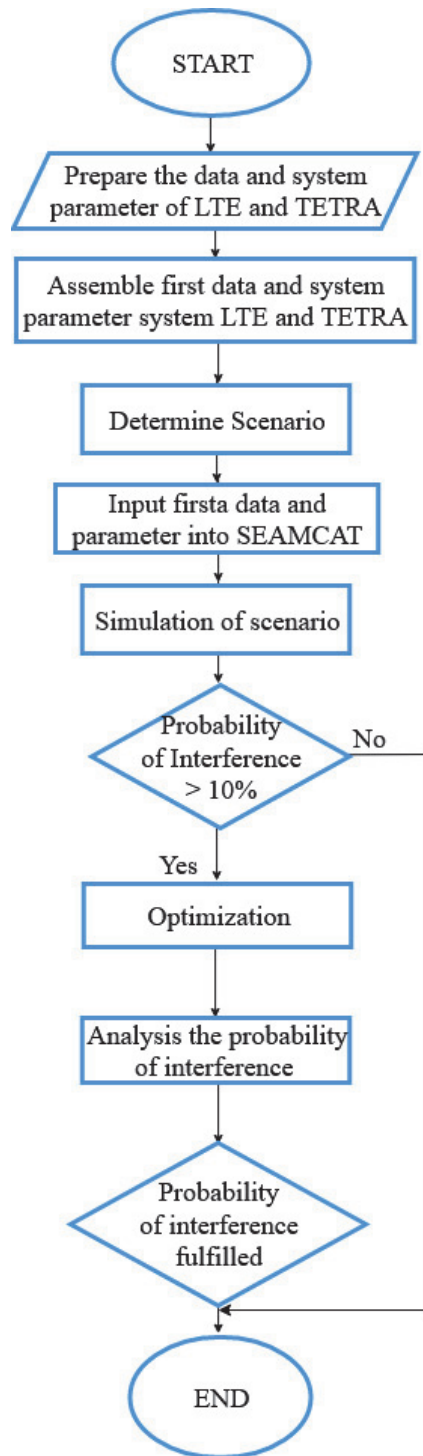 START
Prepare the data and system
parameter of LTE and TETRA
Assemble first data and system
parameter system LTE and TETRA
Determine Scenario
Input firsta data and
parameter into SEAMCAT
Simulation of scenario
Probability
of Interference
> 10%
No
Yes
Optimization
Analysis the probability
of interference
Probability
of interference
fulfilled
END